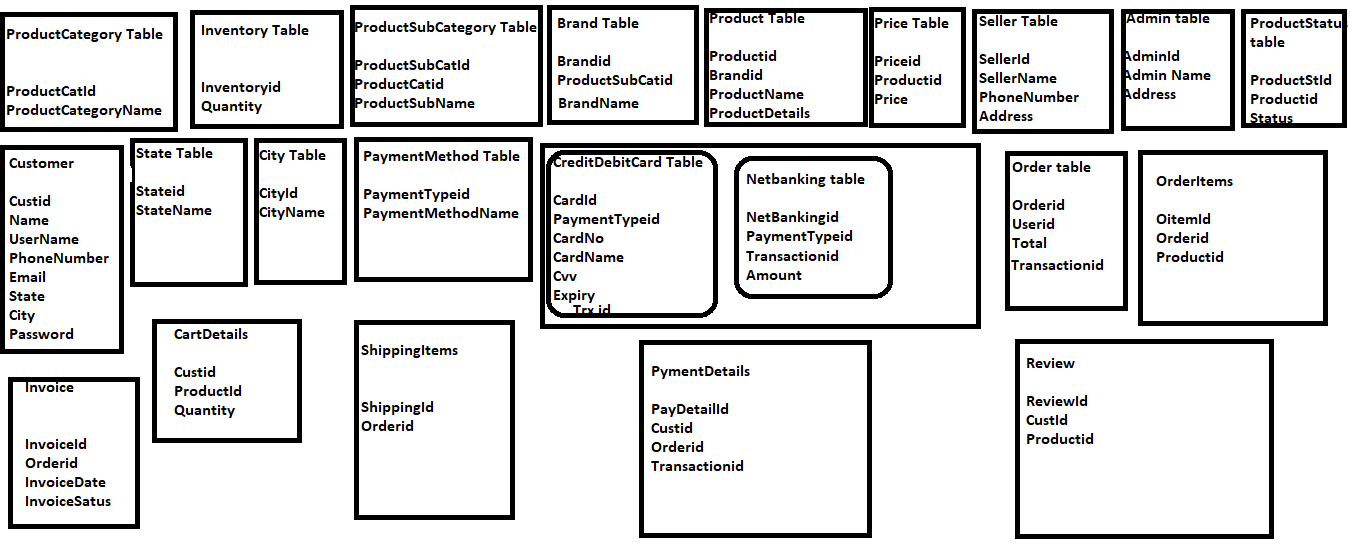 ProductCategory Table
ProductCatId
ProductCategoryName
Inventory Table
Inventoryid
Quantity
ProductSubCategory Table
ProductSubCatId
ProductCatid
ProductSubName
Brand Table
Brandid
ProductSubCatid
BrandName
Product Table
Productid
Brandid
ProductName
ProductDetails
Price Table
Priceid
Productid
Price
Seller Table
SellerId
SellerName
PhoneNumber
Address
Admin table
AdminId
Admin Name
Address
ProductStatus
table
ProductStId
Productid
Status
Customer
Custid
Name
UserName
PhoneNumber
Email
State
City
Password
State Table
Stateid
StateName
City Table
CityId
CityName
PaymentMethod Table
PaymentTypeid
PaymentMethodName
CreditDebitCard Table
CardId
PaymentTypeid
CardNo
CardName
Cvv
Expiry
Trx id
Netbanking table
NetBankingid
PaymentTypeid
Transactionid
Amount
Order table
Orderid
Userid
Total
Transactionid
OrderItems
OitemId
Orderid
Productid
Invoice
InvoiceId
Orderid
InvoiceDate
InvoiceSatus
CartDetails
Custid
ProductId
Quantity
ShippingItems
ShippingId
Orderid
PymentDetails
PayDetailId
Custid
Orderid
Transactionid
Review
ReviewId
CustId
Productid